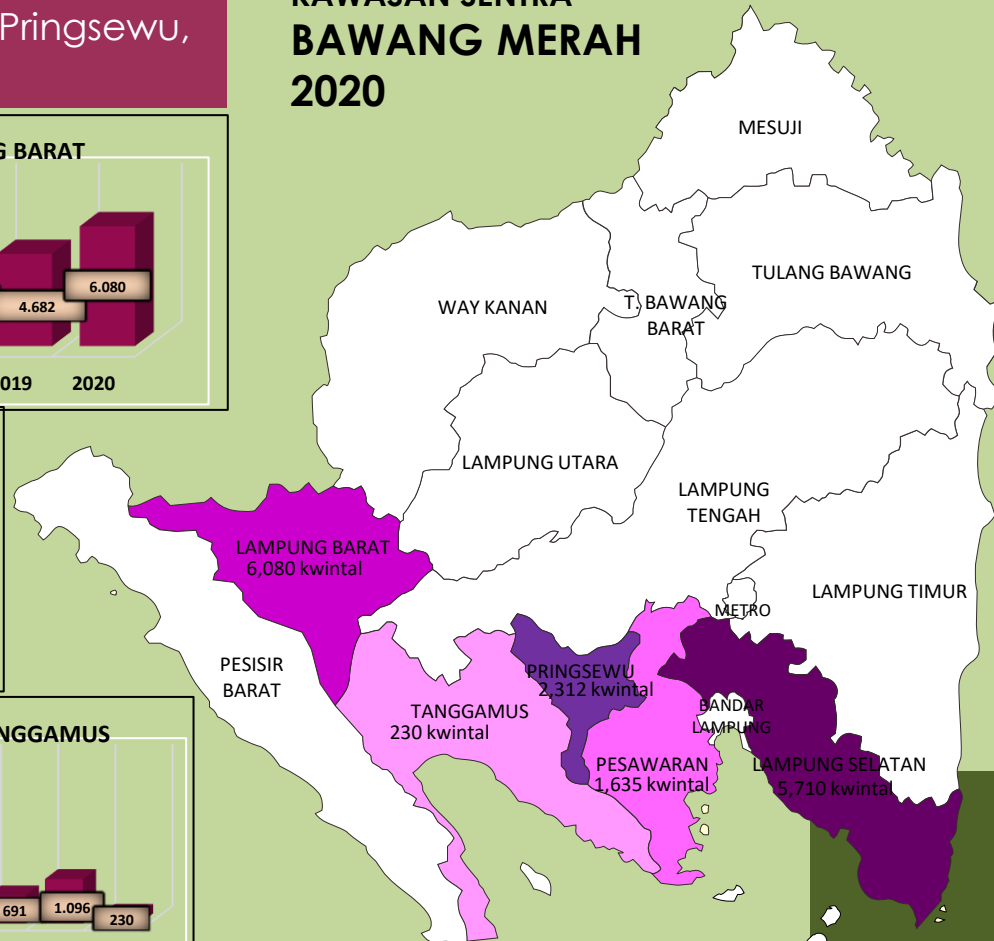 Pringsewu,
KAWASAN SENTRA
BAWANG MERAH
2020
G BARAT
4.682
6.080
019
2020
NGGAMUS
691
1.096
230
MESUJI
TULANG BAWANG
WAY KANAN
T. BAWANG
BARAT
LAMPUNG UTARA
LAMPUNG
TENGAH
LAMPUNG BARAT
6,080 kwintal
LAMPUNG TIMUR
METRO
PESISIR
BARAT
PRINGSEWU
2,312 kwintal
TANGGAMUS
230 kwintal
BANDAR
LAMPUNG
PESAWARAN
1,635 kwintal
LAMPUNG SELATAN
5,710 kwintal